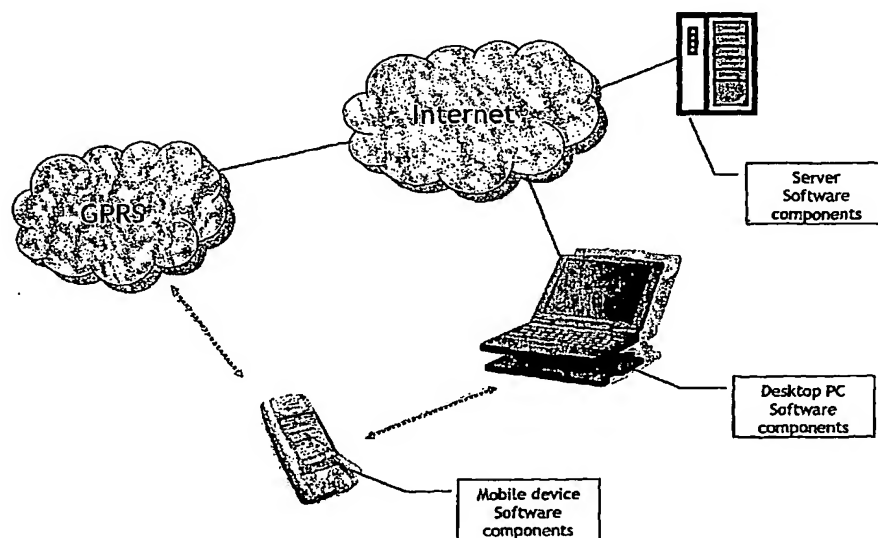 Internet
GPRS
Server
Software
components
Desktop PC
Software
components
Mobile device
Software
components